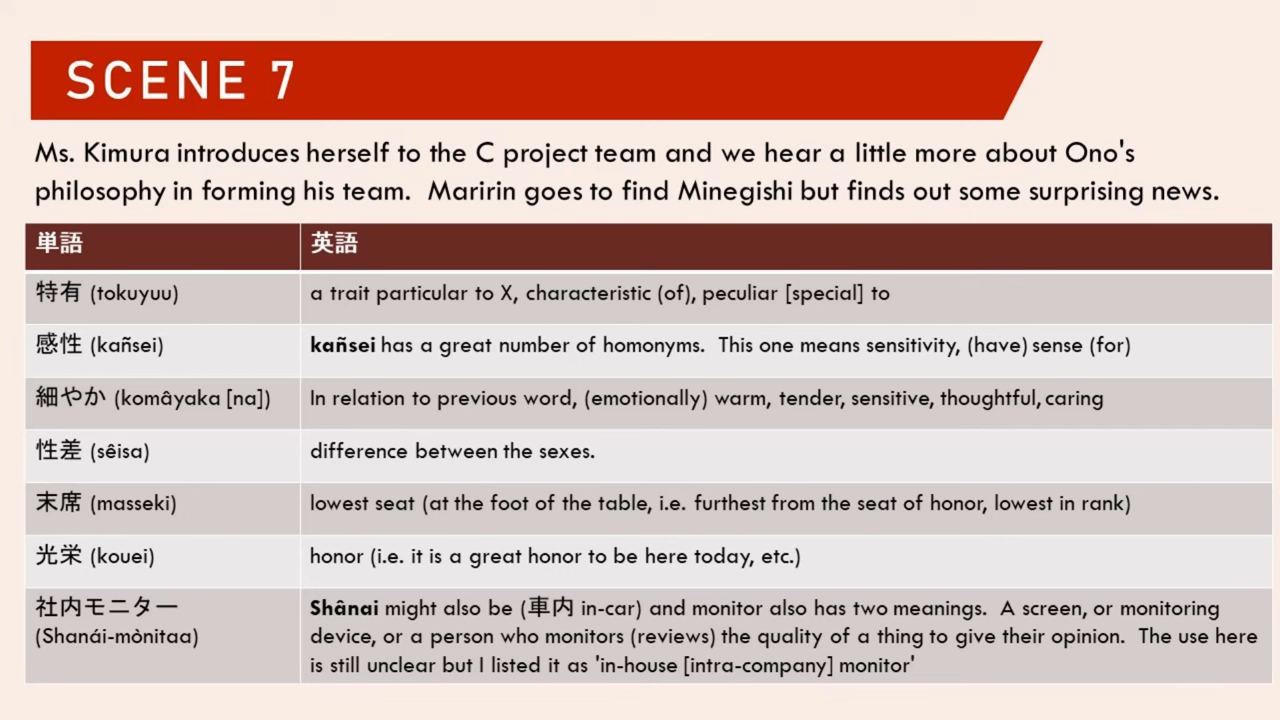 SCENE 7
Ms. Kimura introduces herself to the C project team and we hear a little more about Ono's
philosophy in forming his team.  Maririn goes to find Minegishi but finds out some surprising news.
単語
英語
特有 (tokuyuu)
a trait particular to X, characteristic (of), peculiar [special] to
感性 (kañsei)
kañsei has a great number of homonyms.  This one means sensitivity, (have) sense (for)
細やか (komâyaka [na])
In relation to previous word, (emotionally) warm, tender, sensitive, thoughtful, caring
性差 (sêisa)
difference between the sexes.
末席 (masseki)
lowest seat (at the foot of the table, i.e. furthest from the seat of honor, lowest in rank)
光栄 (kouei)
honor (i.e. it is a great honor to be here today, etc.)
社内モニター
(Shanái-mònitaa)
Shânai might also be (車内 in-car) and monitor also has two meanings.  A screen, or monitoring
device, or a person who monitors (reviews) the quality of a thing to give their opinion.  The use here
is still unclear but I listed it as 'in-house [intra-company] monitor'